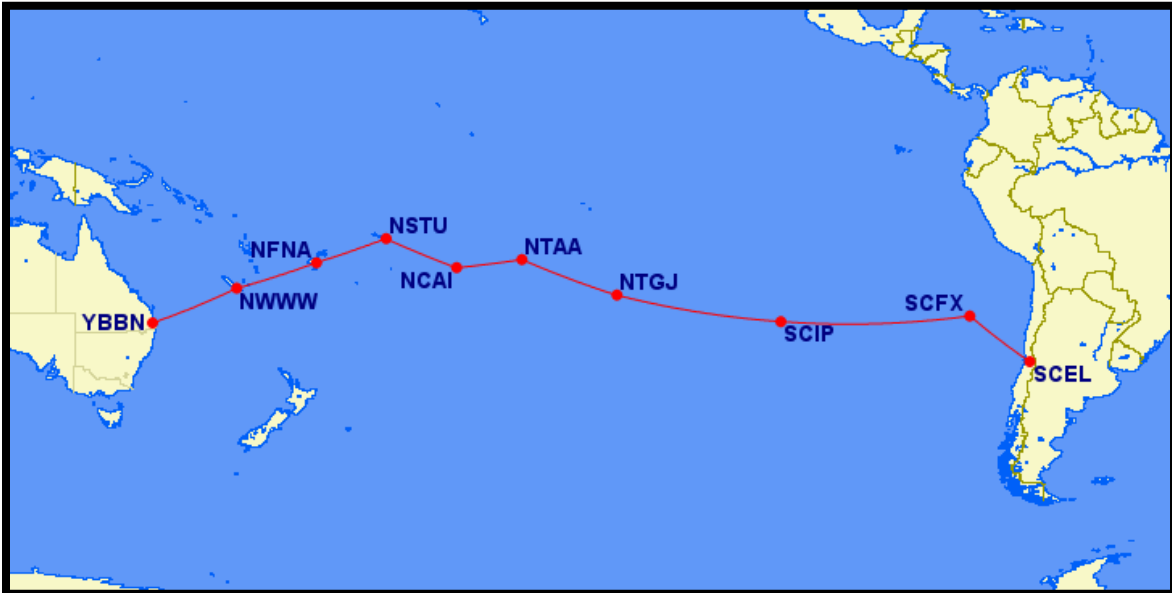 NSTU
NFNA
NTAA
NCAI
NTGJ
NWWW
SCFX
YBBN
SCIP
SCEL